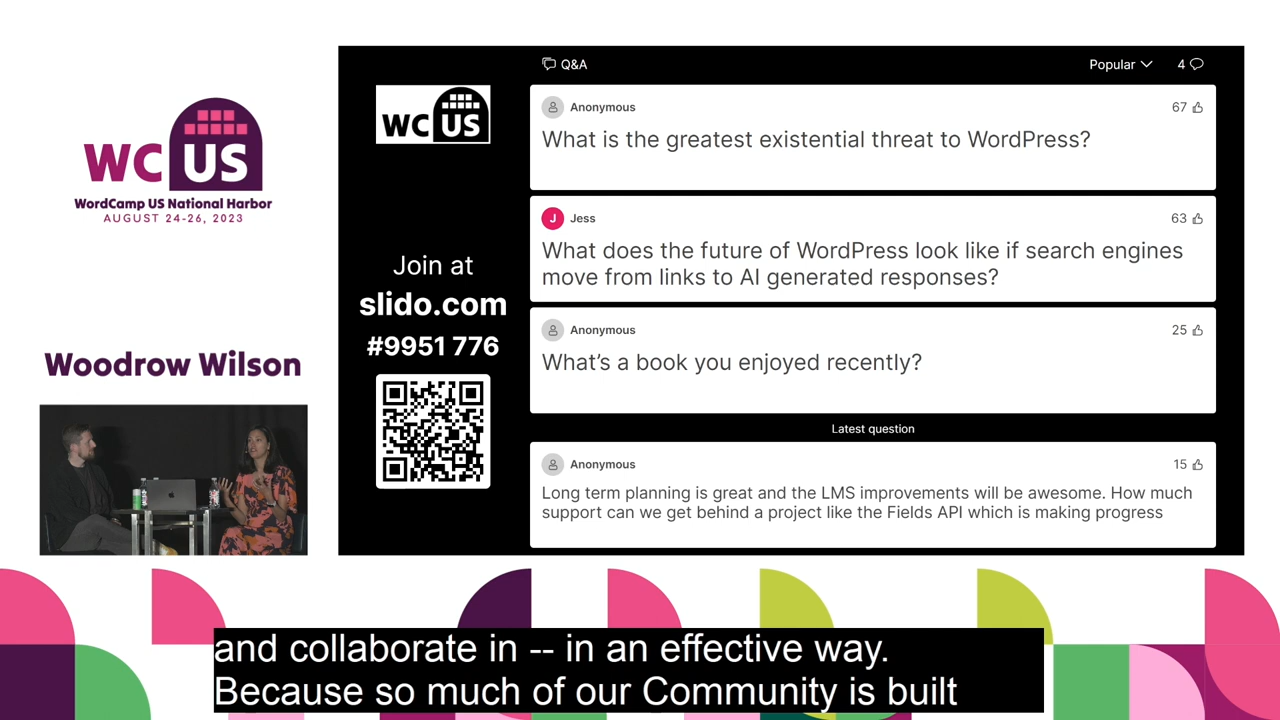 WC US
WordCamp US National Harbor
AUGUST 24-26, 2023
Woodrow Wilson
WC US
Join at
slido.com
#9951 776
Q&A
Popular
4
Anonymous
67
What is the greatest existential threat to WordPress?
J
Jess
63
What does the future of WordPress look like if search engines
move from links to AI generated responses?
Anonymous
25
What's a book you enjoyed recently?
Latest question
Anonymous
15
Long term planning is great and the LMS improvements will be awesome. How much
support can we get behind a project like the Fields API which is making progress
and collaborate in -- in an effective way.
Because so much of our Community is built